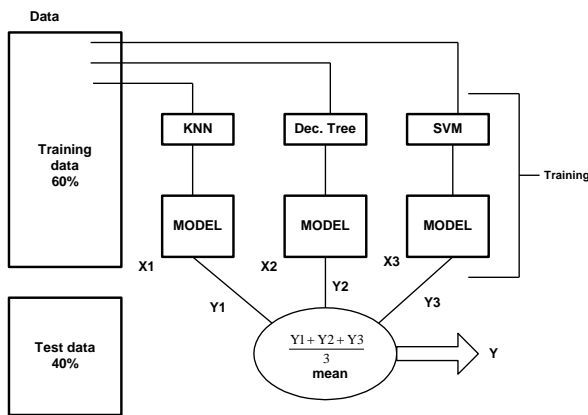 Data
Training
data
60%
KNN
Dec. Tree
SVM
Training
MODEL
MODEL
MODEL
X1
X2
X3
Y1
Y2
Y3
Test data
40%
Y1 + Y2 + Y3
3
mean
Y